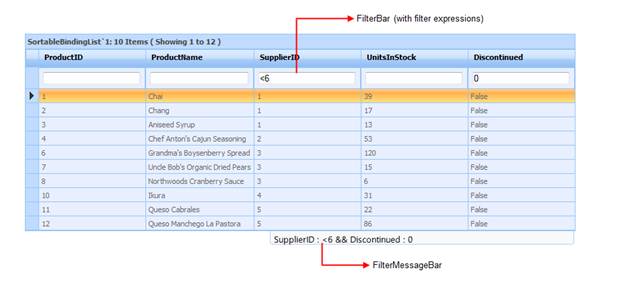 FilterBar (with filter expressions)
SortableBindingList`1: 10 Items ( Showing 1 to 12 )
ProductID ProductName SupplierID UnitsInStock Discontinued
<6 0
1 Chai 1 39 False
2 Chang 1 17 False
3 Aniseed Syrup 1 13 False
4 Chef Anton's Cajun Seasoning 2 53 False
6 Grandma's Boysenberry Spread 3 120 False
7 Uncle Bob's Organic Dried Pears 3 15 False
8 Northwoods Cranberry Sauce 3 6 False
10 Ikura 4 31 False
11 Queso Cabrales 5 22 False
12 Queso Manchego La Pastora 5 86 False
SupplierID : <6 && Discontinued : 0
FilterMessageBar